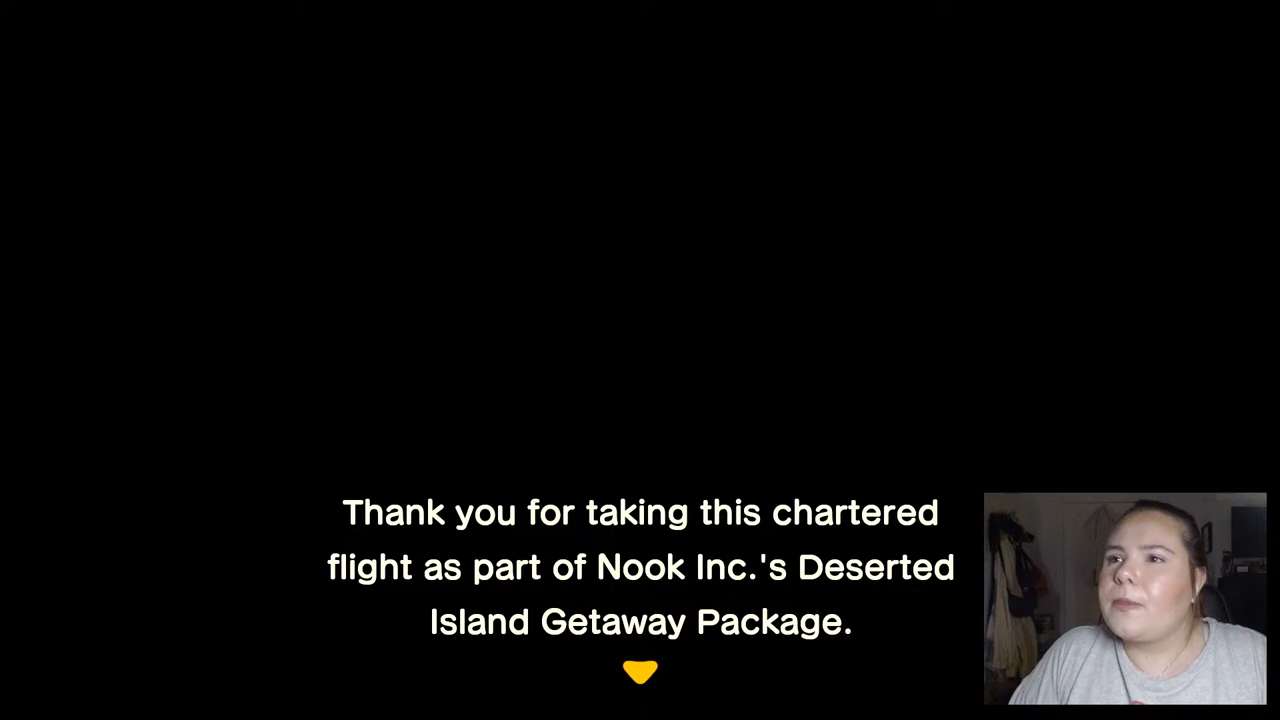 Thank you for taking this chartered
flight as part of Nook Inc.'s Deserted
Island Getaway Package.